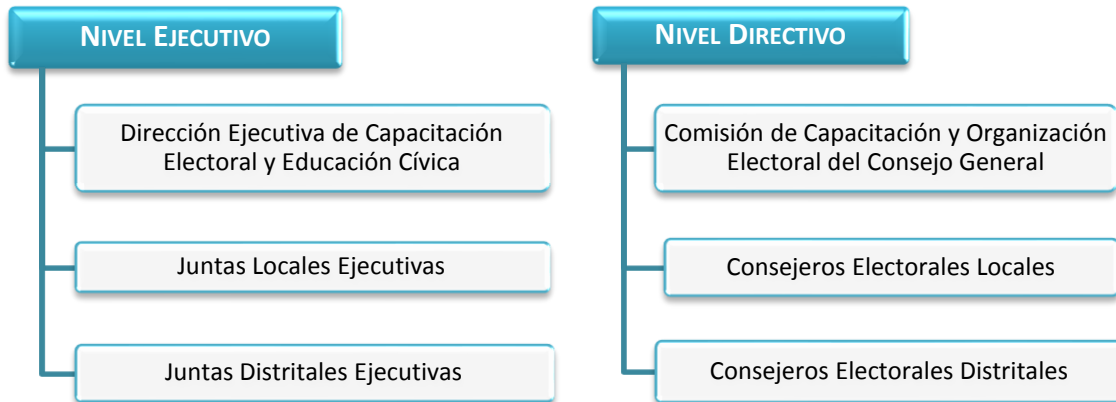 NIVEL EJECUTIVO
Dirección Ejecutiva de Capacitación
Electoral y Educación Cívica
Juntas Locales Ejecutivas
Juntas Distritales Ejecutivas
NIVEL DIRECTIVO
Comisión de Capacitación y Organización
Electoral del Consejo General
Consejeros Electorales Locales
Consejeros Electorales Distritales